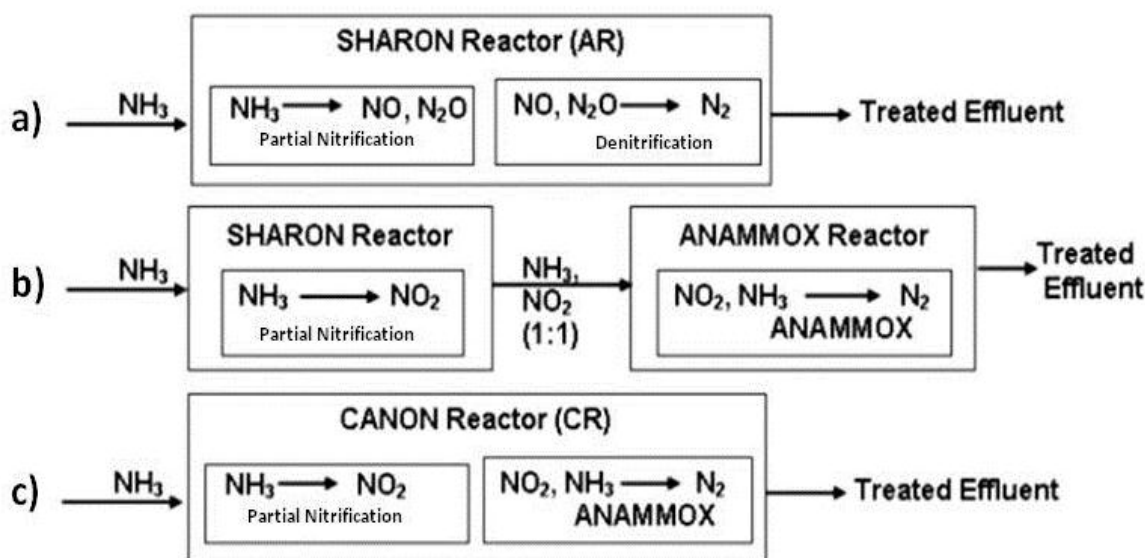 a)
NH₃
SHARON Reactor (AR)
NH₃ → NO, N₂O
Partial Nitrification
NO, N₂O → N₂
Denitrification
Treated Effluent
b)
NH₃
SHARON Reactor
NH₃ → NO₂
Partial Nitrification
NH₃,
NO₂
(1:1)
ANAMMOX Reactor
NO₂, NH₃ → N₂
ANAMMOX
Treated
Effluent
c)
NH₃
CANON Reactor (CR)
NH₃ → NO₂
Partial Nitrification
NO₂, NH₃ → N₂
ANAMMOX
Treated Effluent